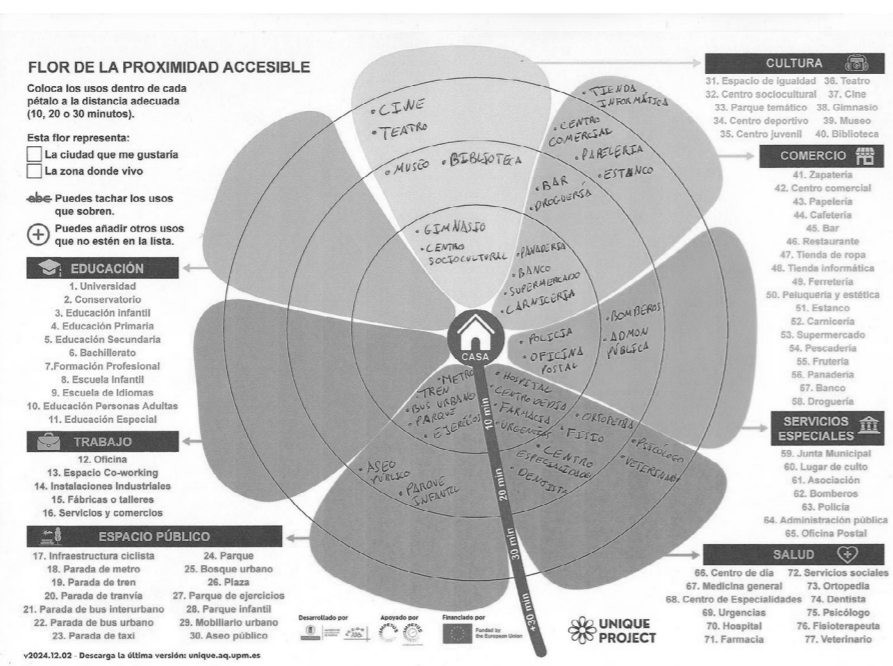 FLOR DE LA PROXIMIDAD ACCESIBLE
Coloca los usos dentro de cada
pétalo a la distancia adecuada
(10, 20 o 30 minutos).
Esta flor representa:
La ciudad que me gustaría
La zona donde vivo
abc Puedes tachar los usos
que sobren.
Puedes añadir otros usos
que no estén en la lista.
EDUCACIÓN
1. Universidad
2. Conservatorio
3. Educación infantil
4. Educación Primaria
5. Educación Secundaria
6. Bachillerato
7.Formación Profesional
8. Escuela Infantil
9. Escuela de Idiomas
10. Educación Personas Adultas
11. Educación Especial
TRABAJO
12. Oficina
13. Espacio Co-working
14. Instalaciones Industriales
15. Fábricas o talleres
16. Servicios y comercios
ESPACIO PÚBLICO
17. Infraestructura ciclista
18. Parada de metro
19. Parada de tren
20. Parada de tranvía
21. Parada de bus interurbano
22. Parada de bus urbano
23. Parada de taxi
24. Parque
25. Bosque urbano
26. Plaza
27. Parque de ejercicios
28. Parque infantil
29. Mobiliario urbano
30. Aseo público
v2024.12.02 - Descarga la última versión: unique.aq.upm.es
• CINE
• TEATRO
• MUSEO • BIBLIOTECA
• GIMNASIO
• CENTRO
SOCIOCULTURAL
• TIENDA
INFORMÁTICA
• CENTRO
COMERCIAL
• PAPELERIA
• ESTANCO
• BAR
• DROGUERÍA
• PANADERÍA
• BANCO
• SUPERMERCADO
• CARNICERÍA
• BOMBEROS
• ADMON
PÚBLICA
• POLICIA
• OFICINA
POSTAL
CASA
• METRO
TREN
• BUS URBANO
• PARQUE
• EJERCICIOS
• ASEO
PÚBLICO
• PARQUE
INFANTIL
• HOSPITAL
• CENTRO DE DIA
• FARMACIA
• URGENCIAS
• ORTOPEDIA
• FISIO
• CENTRO
ESPECIALIDADES
• DENTISTA
• PSICÓLOGO
• VETERINARIO
10 min
20 min
30 min
+30 min
Desarrollado por
Apoyado por
Financiado por
Funded by
the European Union
UNIQUE
PROJECT
CULTURA
31. Espacio de igualdad
32. Centro sociocultural
33. Parque temático
34. Centro deportivo
35. Centro juvenil
36. Teatro
37. Cine
38. Gimnasio
39. Museo
40. Biblioteca
COMERCIO
41. Zapatería
42. Centro comercial
43. Papelería
44. Cafetería
45. Bar
46. Restaurante
47. Tienda de ropa
48. Tienda informática
49. Ferretería
50. Peluquería y estética
51. Estanco
52. Carnicería
53. Supermercado
54. Pescadería
55. Frutería
56. Panadería
57. Banco
58. Droguería
SERVICIOS
ESPECIALES
59. Junta Municipal
60. Lugar de culto
61. Asociación
62. Bomberos
63. Policía
64. Administración pública
65. Oficina Postal
SALUD
66. Centro de día
67. Medicina general
68. Centro de Especialidades
69. Urgencias
70. Hospital
71. Farmacia
72. Servicios sociales
73. Ortopedia
74. Dentista
75. Psicólogo
76. Fisioterapeuta
77. Veterinario